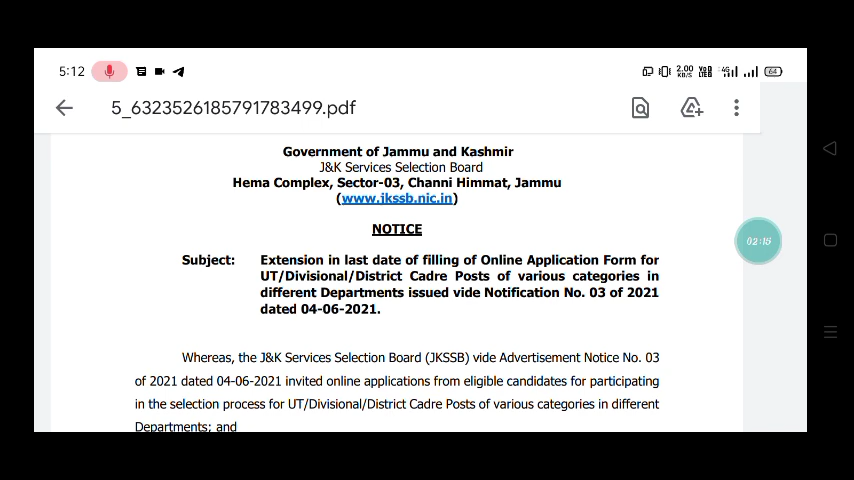 5:12
2.00 KB/S VoD LTE 4G 64
5_6323526185791783499.pdf
Government of Jammu and Kashmir
J&K Services Selection Board
Hema Complex, Sector-03, Channi Himmat, Jammu
(www.jkssb.nic.in)
NOTICE
02:15
Subject: Extension in last date of filling of Online Application Form for
UT/Divisional/District Cadre Posts of various categories in
different Departments issued vide Notification No. 03 of 2021
dated 04-06-2021.
Whereas, the J&K Services Selection Board (JKSSB) vide Advertisement Notice No. 03
of 2021 dated 04-06-2021 invited online applications from eligible candidates for participating
in the selection process for UT/Divisional/District Cadre Posts of various categories in different
Departments; and